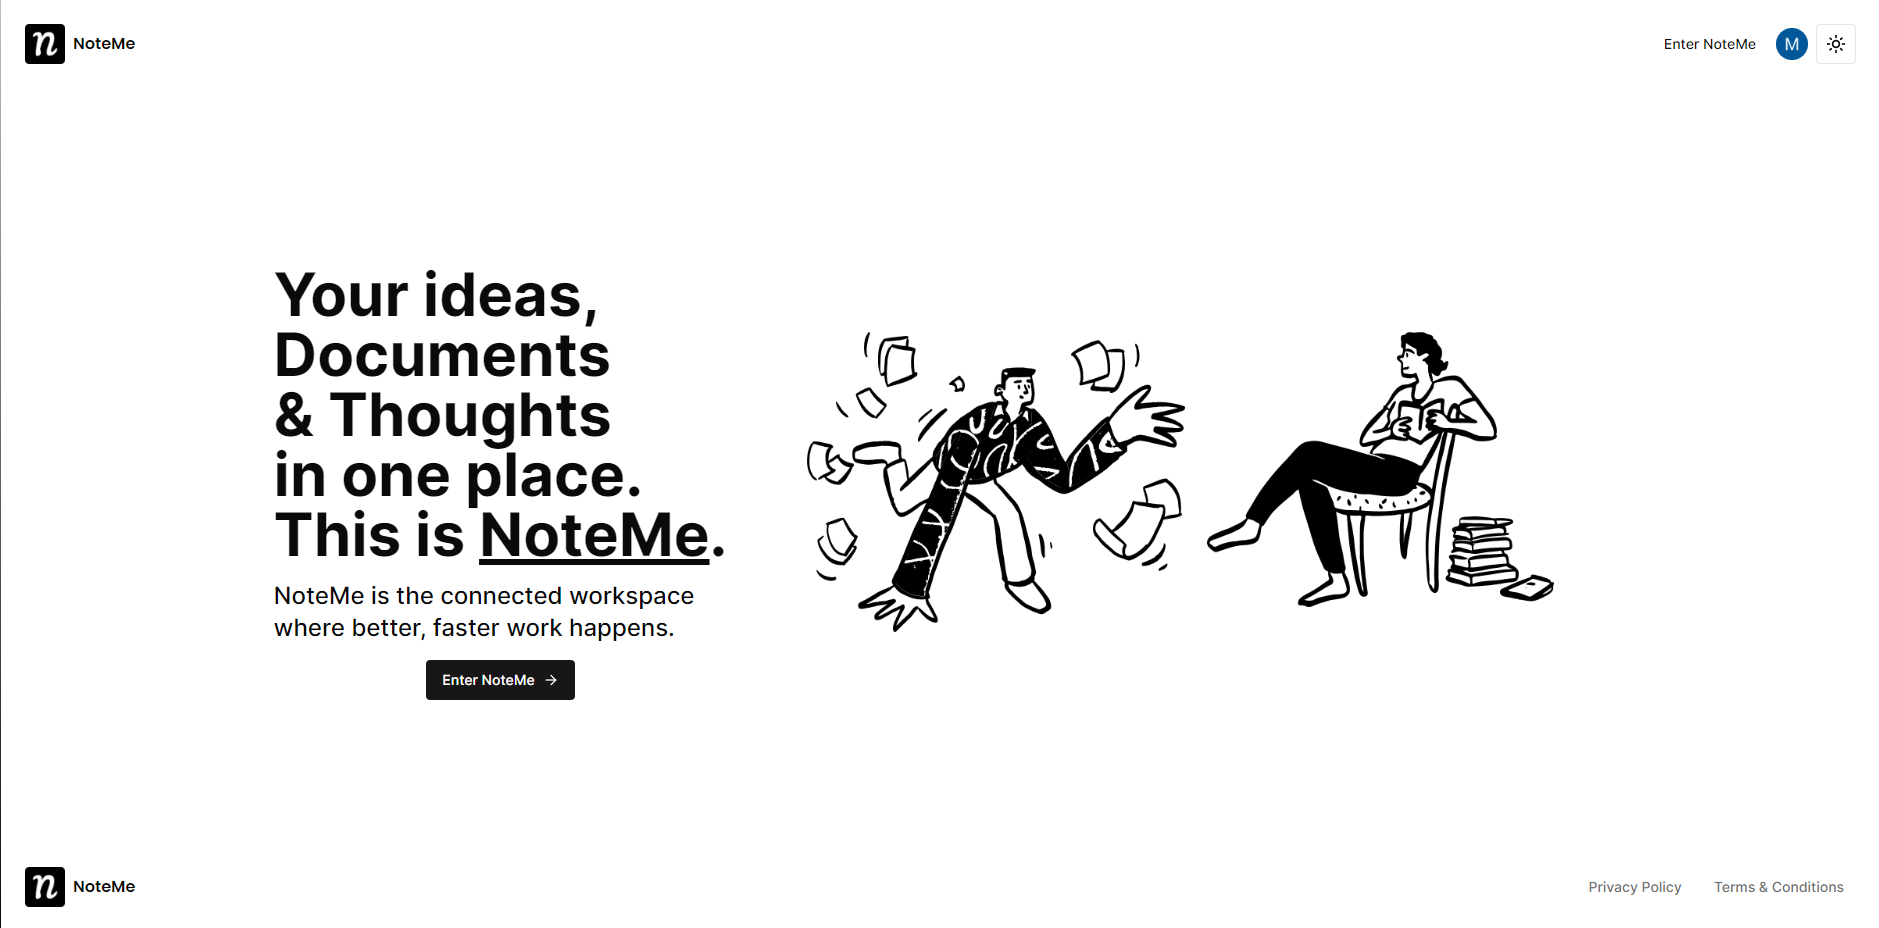 n NoteMe
Enter NoteMe
M
Your ideas,
Documents
& Thoughts
in one place.
This is NoteMe.
NoteMe is the connected workspace
where better, faster work happens.
Enter NoteMe →
n NoteMe
Privacy Policy
Terms & Conditions